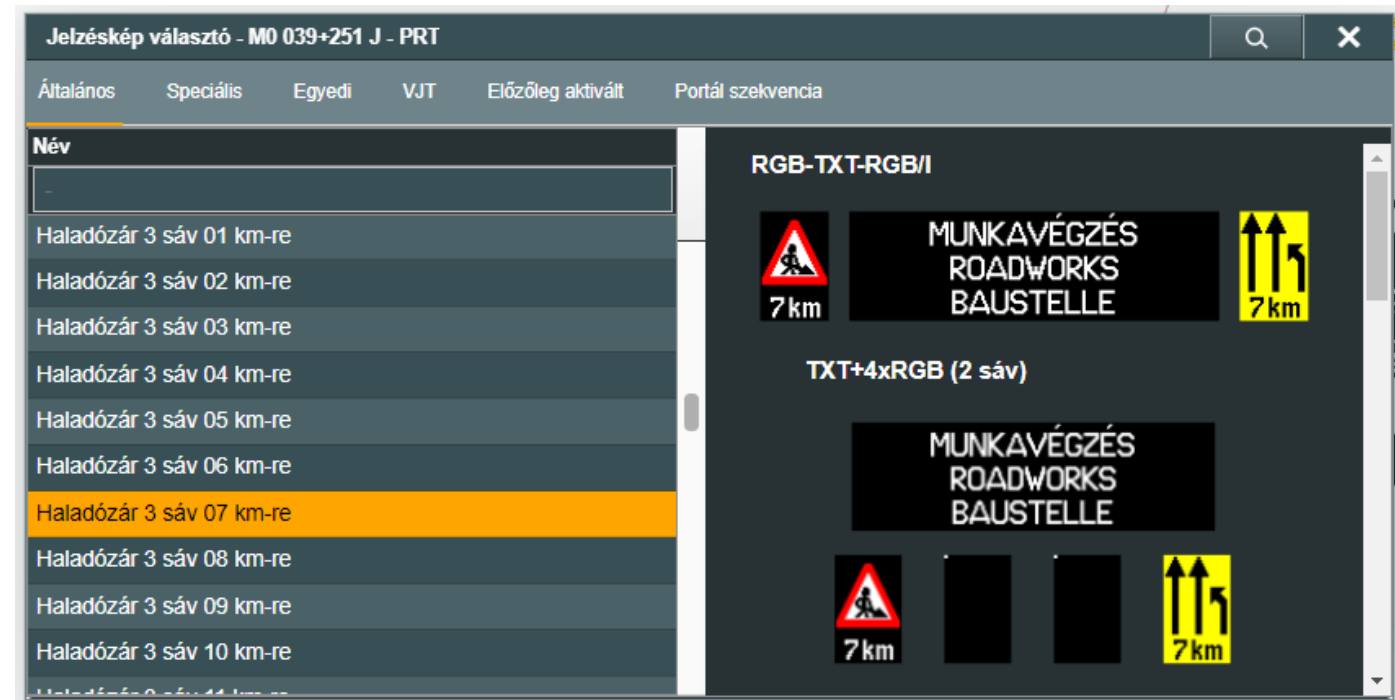 Jelzéskép választó - M0 039+251 J - PRT
Általános Speciális Egyedi VJT Előzőleg aktivált Portál szekvencia
Név
-
Haladózár 3 sáv 01 km-re
Haladózár 3 sáv 02 km-re
Haladózár 3 sáv 03 km-re
Haladózár 3 sáv 04 km-re
Haladózár 3 sáv 05 km-re
Haladózár 3 sáv 06 km-re
Haladózár 3 sáv 07 km-re
Haladózár 3 sáv 08 km-re
Haladózár 3 sáv 09 km-re
Haladózár 3 sáv 10 km-re
RGB-TXT-RGB/I
7km
MUNKAVÉGZÉS
ROADWORKS
BAUSTELLE
7km
TXT+4xRGB (2 sáv)
MUNKAVÉGZÉS
ROADWORKS
BAUSTELLE
7km
7km